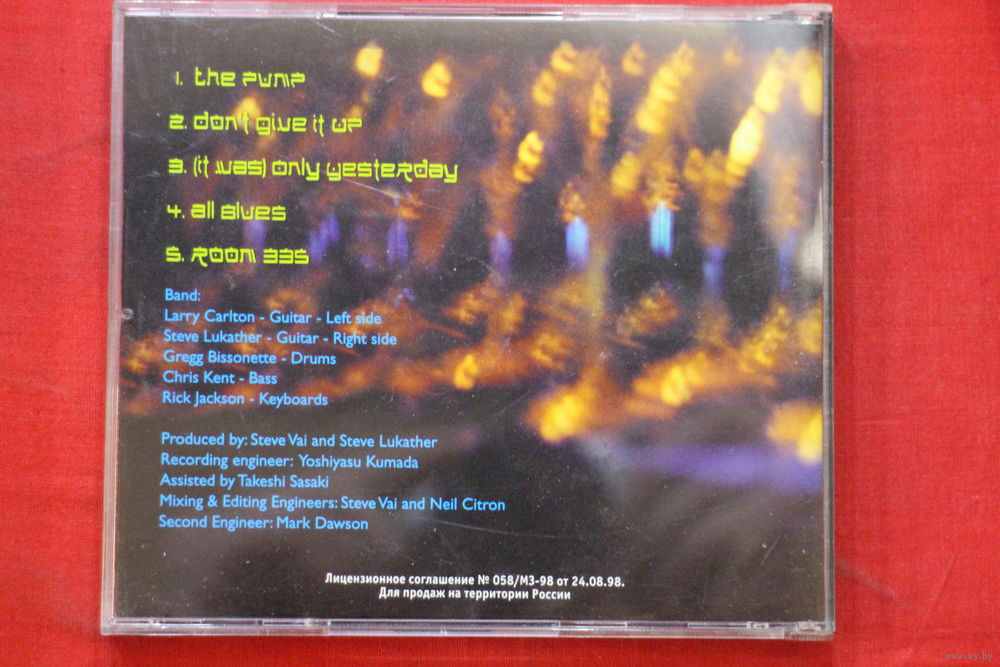 1. the pump
2. don't give it up
3. (it was) only yesterday
4. all blues
5. room 335
Band:
Larry Carlton - Guitar - Left side
Steve Lukather - Guitar - Right side
Gregg Bissonette - Drums
Chris Kent - Bass
Rick Jackson - Keyboards
Produced by: Steve Vai and Steve Lukather
Recording engineer: Yoshiyasu Kumada
Assisted by Takeshi Sasaki
Mixing & Editing Engineers: Steve Vai and Neil Citron
Second Engineer: Mark Dawson
Лицензионное соглашение № 058/МЗ-98 от 24.08.98.
Для продаж на территории России
www.ay.by